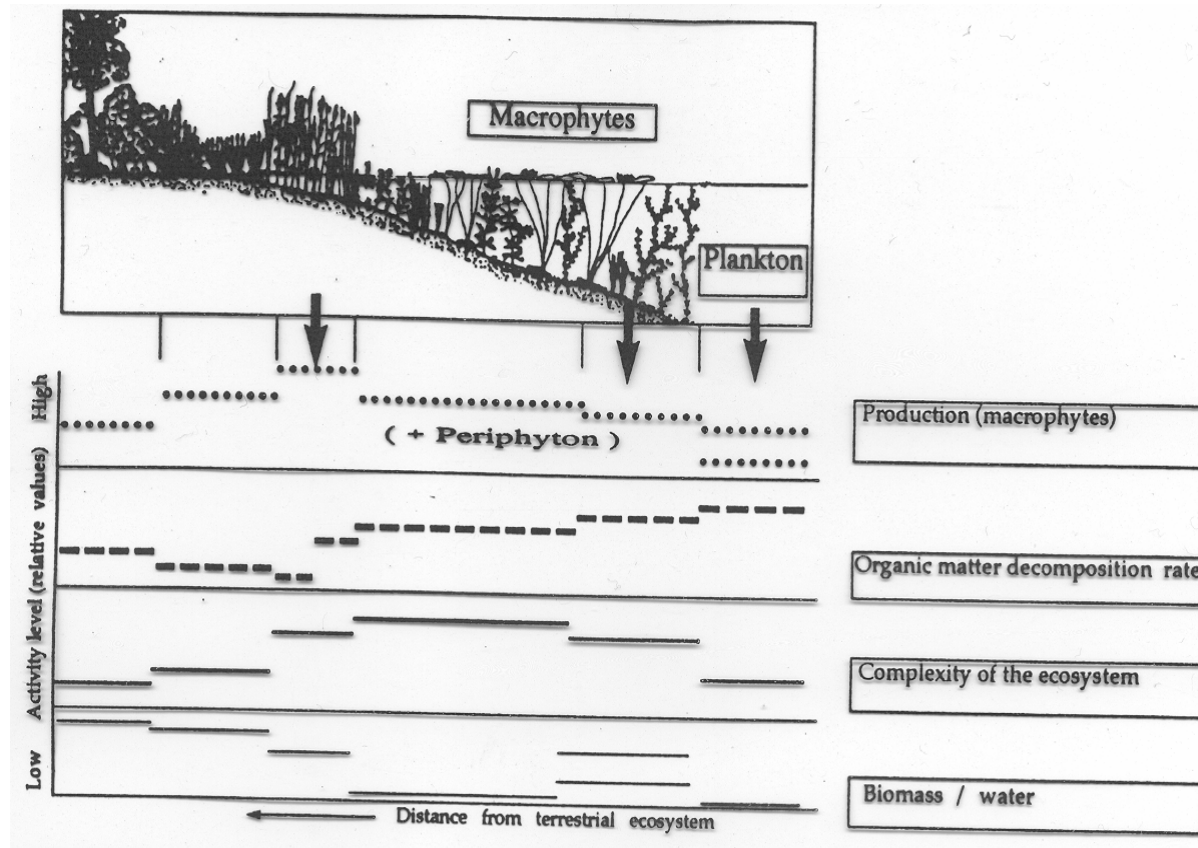 Macrophytes
Plankton
High
Activity level (relative values)
Low
( + Periphyton )
Production (macrophytes)
Organic matter decomposition rate
Complexity of the ecosystem
Biomass / water
Distance from terrestrial ecosystem